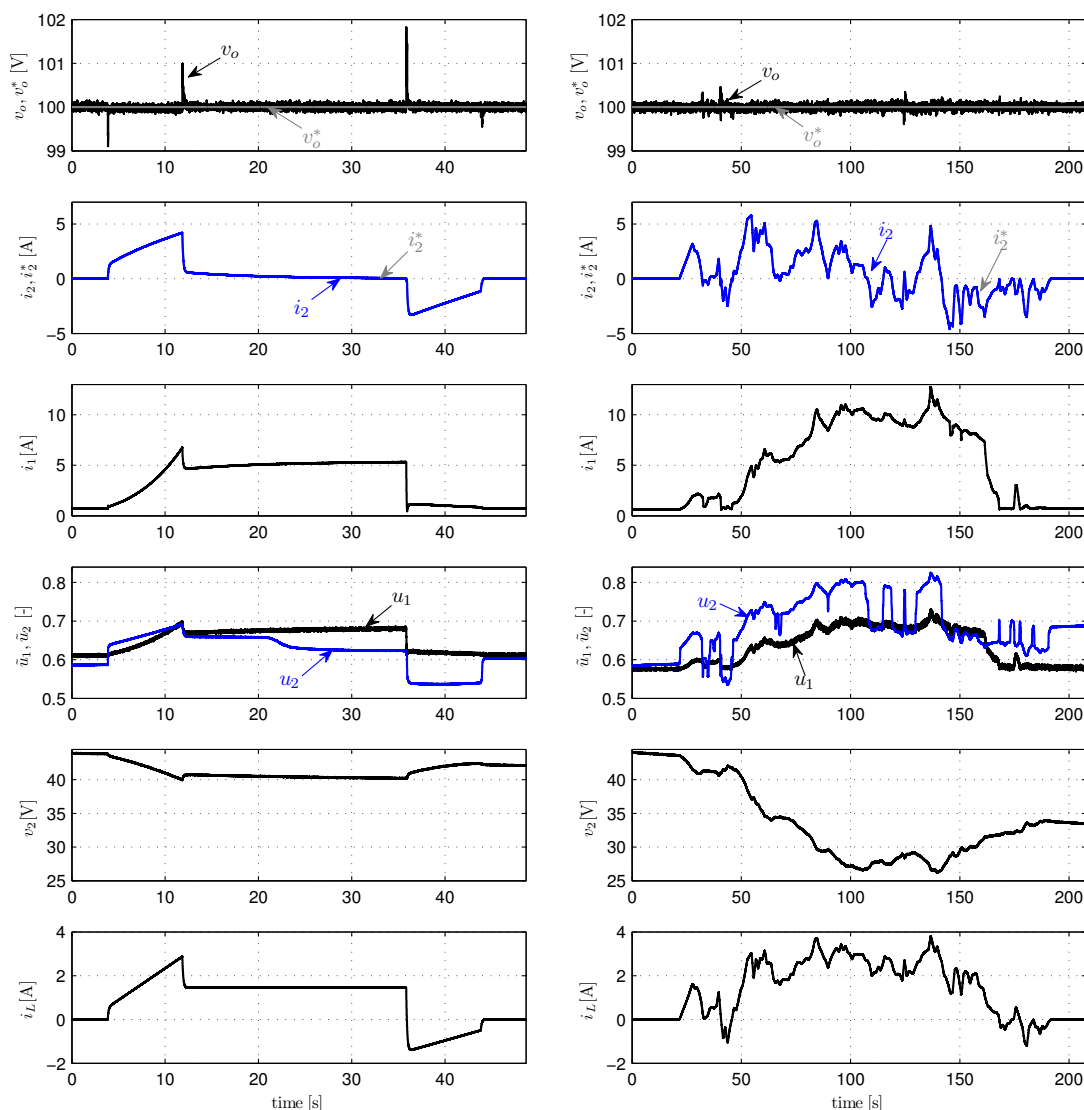 102
101
100
99
v_o, v_o^* [V]
v_o
v_o^*
0 10 20 30 40
102
101
100
99
v_o, v_o^* [V]
v_o
v_o^*
0 50 100 150 200
5
0
−5
i_2, i_2^* [A]
i_2^*
i_2
0 10 20 30 40
5
0
−5
i_2, i_2^* [A]
i_2
i_2^*
0 50 100 150 200
10
5
0
i_1 [A]
0 10 20 30 40
10
5
0
i_1 [A]
0 50 100 150 200
0.8
0.7
0.6
0.5
ũ_1, ũ_2 [-]
u_1
u_2
0 10 20 30 40
0.8
0.7
0.6
0.5
ũ_1, ũ_2 [-]
u_2
u_1
0 50 100 150 200
40
35
30
25
v_2 [V]
0 10 20 30 40
40
35
30
25
v_2 [V]
0 50 100 150 200
4
2
0
−2
i_L [A]
0 10 20 30 40
time [s]
4
2
0
−2
i_L [A]
0 50 100 150 200
time [s]